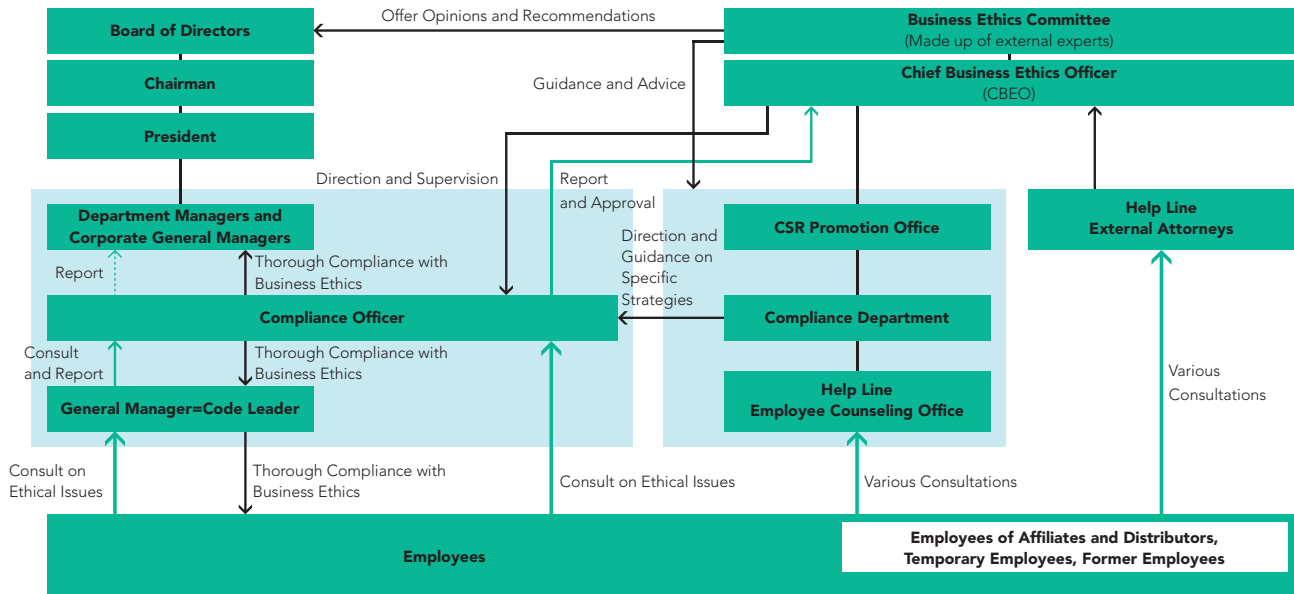 Offer Opinions and Recommendations
Board of Directors
Business Ethics Committee
(Made up of external experts)
Chairman
Guidance and Advice
Chief Business Ethics Officer
(CBEO)
President
Direction and Supervision
Report
and Approval
Department Managers and
Corporate General Managers
CSR Promotion Office
Help Line
External Attorneys
Report
Thorough Compliance with
Business Ethics
Direction and
Guidance on
Specific
Strategies
Compliance Officer
Compliance Department
Consult
and Report
Thorough Compliance with
Business Ethics
Various
Consultations
General Manager=Code Leader
Help Line
Employee Counseling Office
Consult on
Ethical Issues
Thorough Compliance with
Business Ethics
Consult on Ethical Issues
Various Consultations
Employees
Employees of Affiliates and Distributors,
Temporary Employees, Former Employees